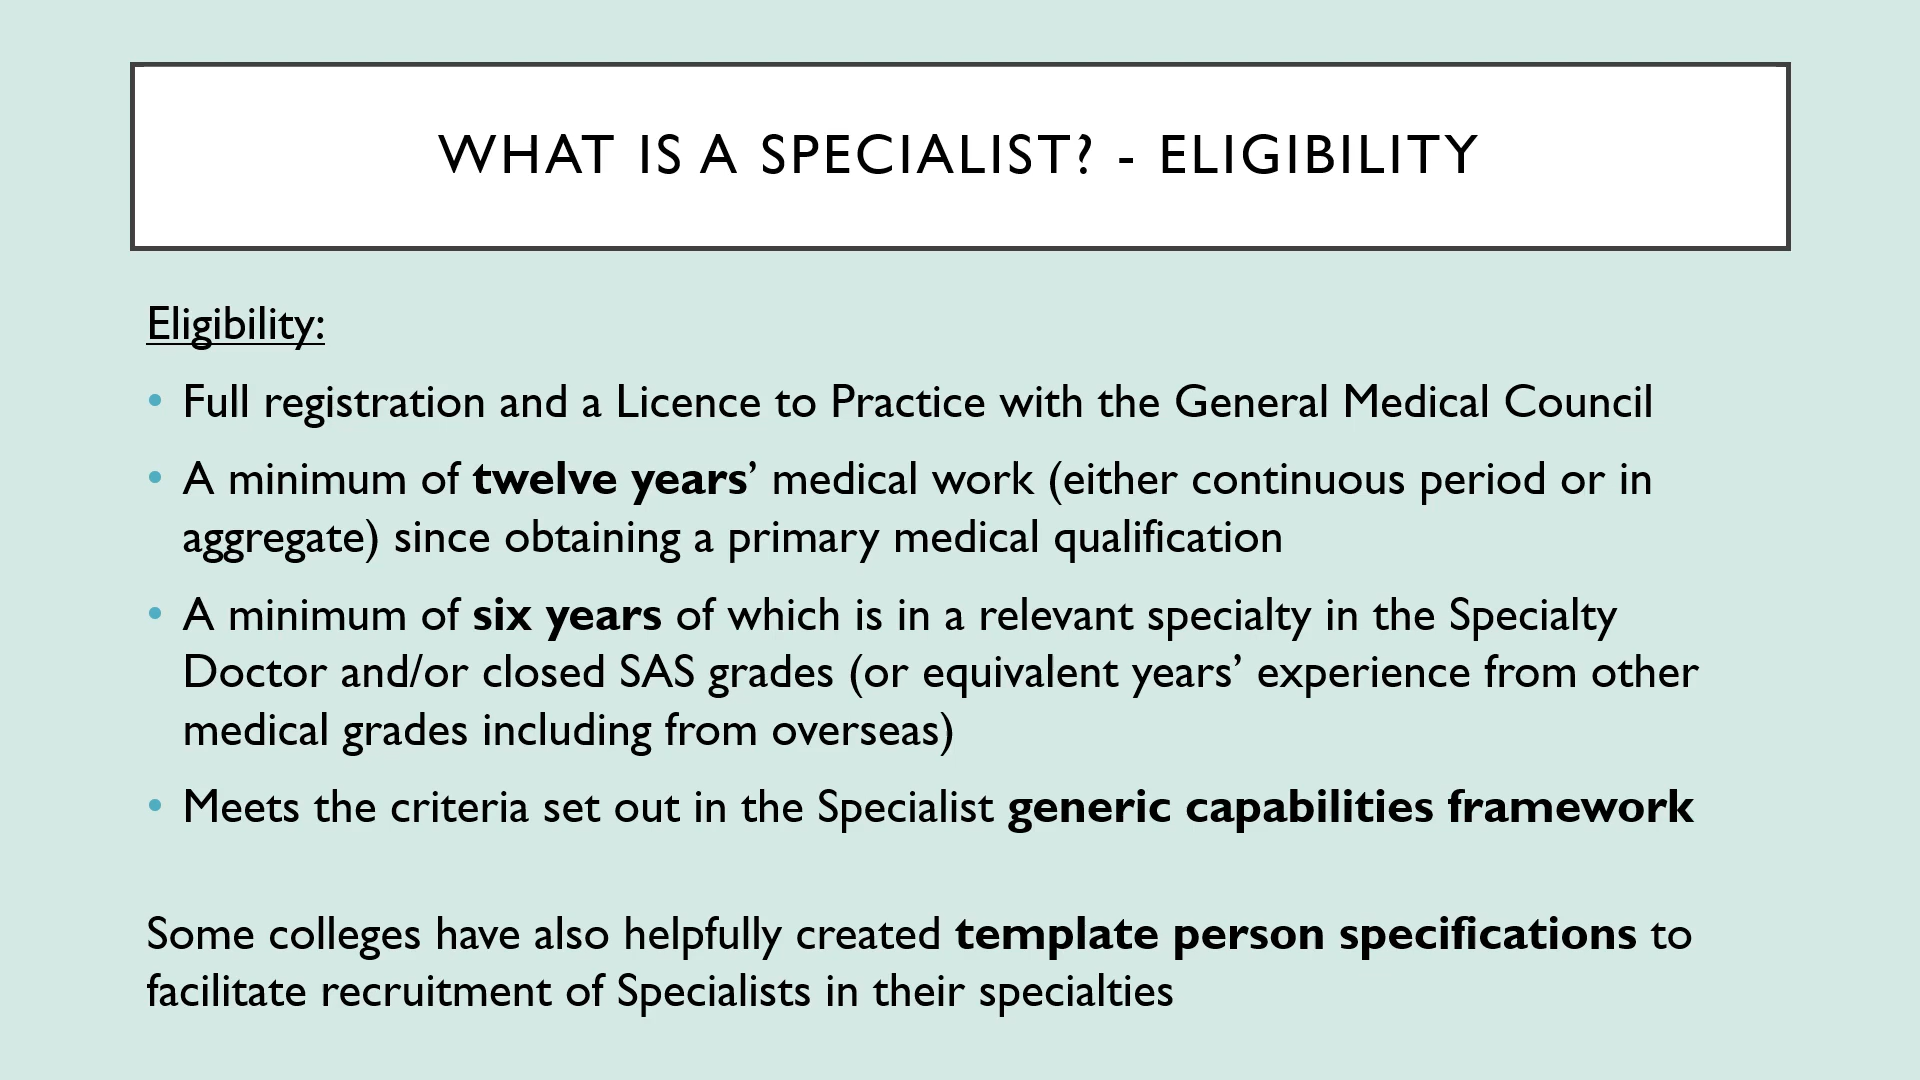 WHAT IS A SPECIALIST? - ELIGIBILITY
Eligibility:
• Full registration and a Licence to Practice with the General Medical Council
• A minimum of twelve years’ medical work (either continuous period or in
aggregate) since obtaining a primary medical qualification
• A minimum of six years of which is in a relevant specialty in the Specialty
Doctor and/or closed SAS grades (or equivalent years’ experience from other
medical grades including from overseas)
• Meets the criteria set out in the Specialist generic capabilities framework
Some colleges have also helpfully created template person specifications to
facilitate recruitment of Specialists in their specialties